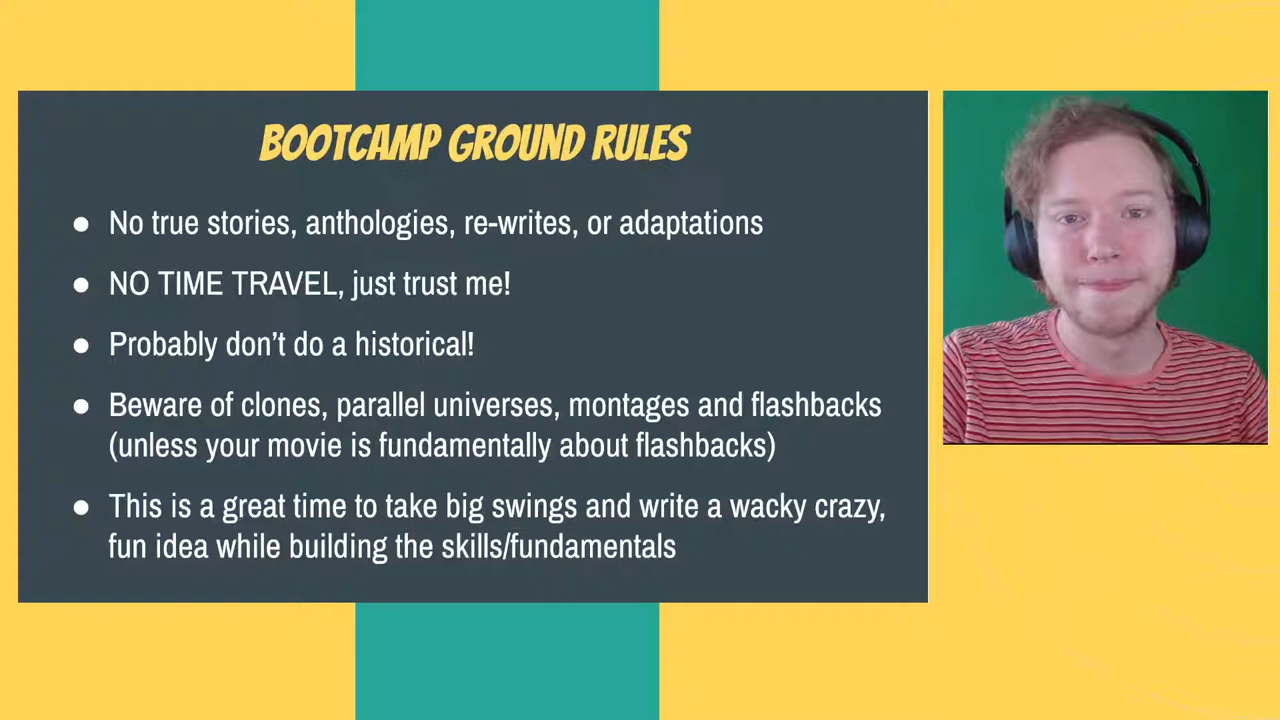 BOOTCAMP GROUND RULES
● No true stories, anthologies, re-writes, or adaptations
● NO TIME TRAVEL, just trust me!
● Probably don't do a historical!
● Beware of clones, parallel universes, montages and flashbacks
(unless your movie is fundamentally about flashbacks)
● This is a great time to take big swings and write a wacky crazy,
fun idea while building the skills/fundamentals